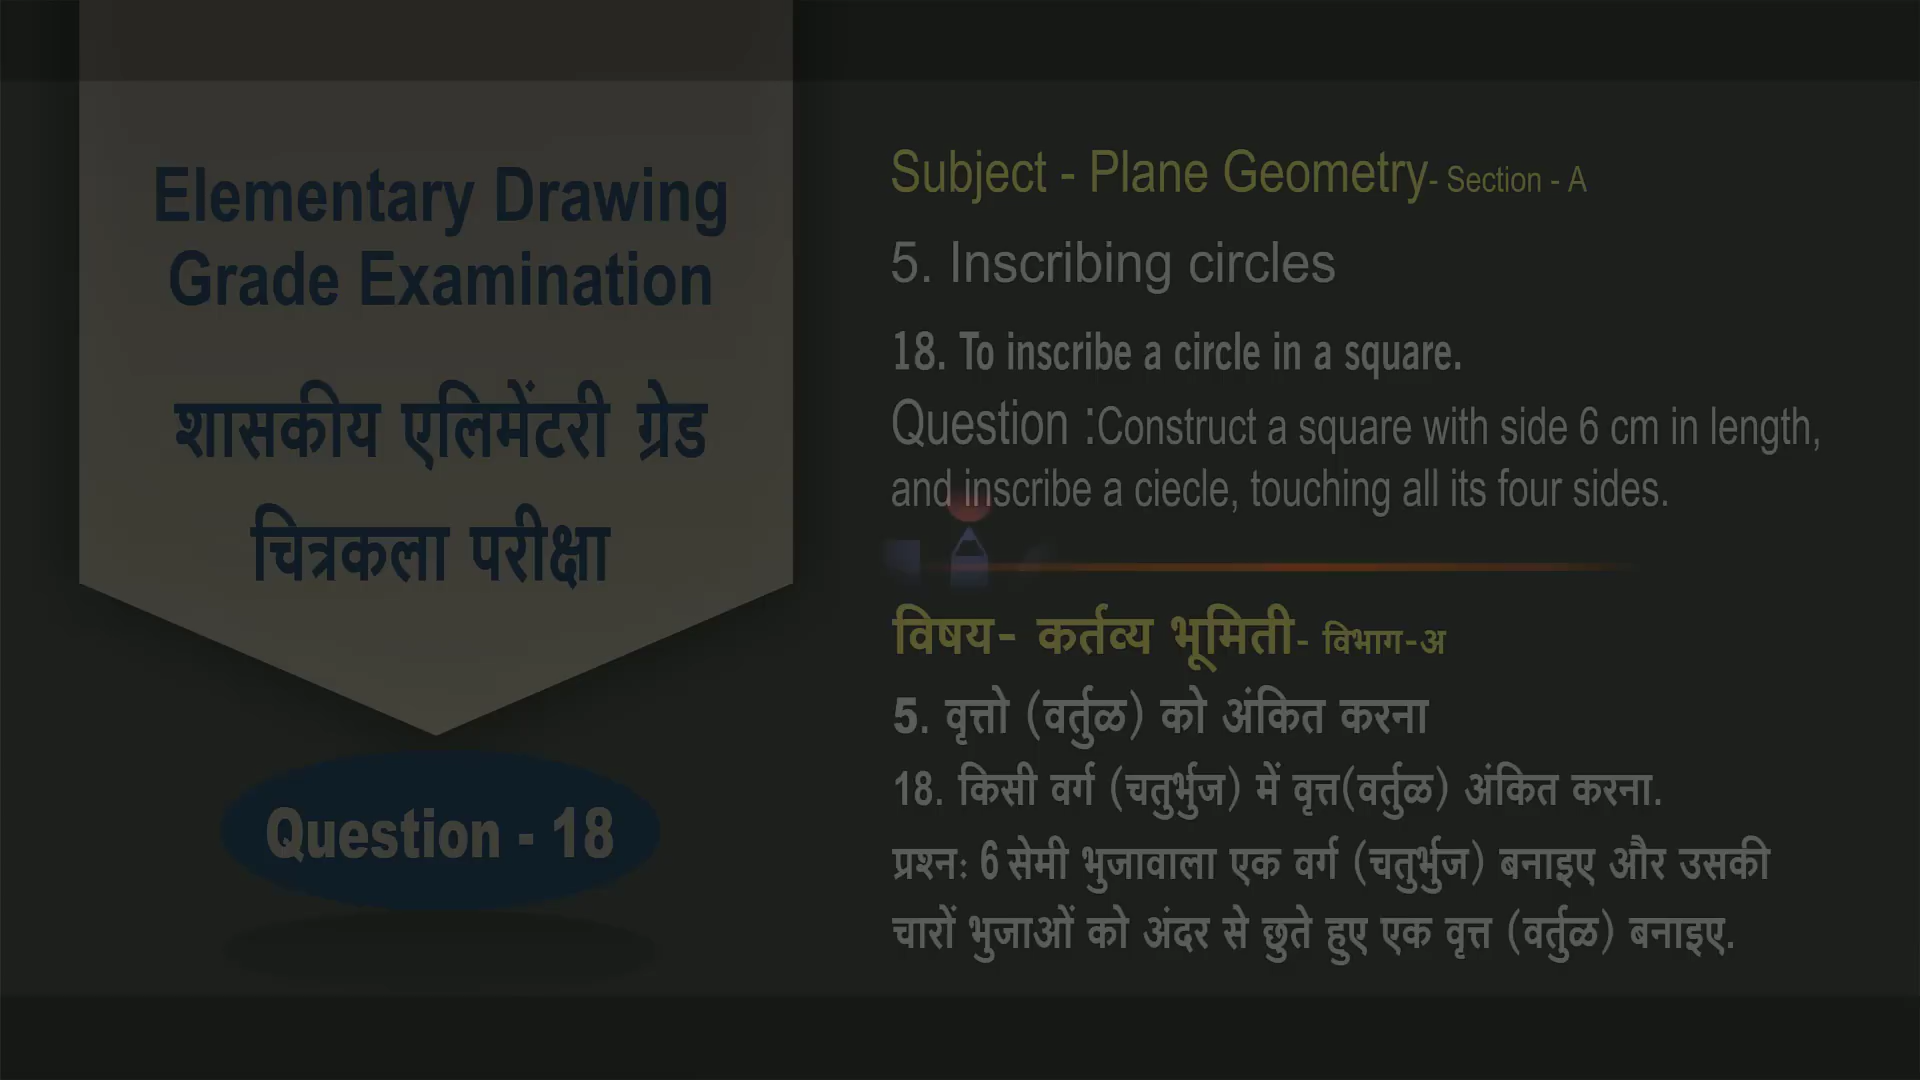 Elementary Drawing
Grade Examination
शासकीय एलिमेंटरी ग्रेड
चित्रकला परीक्षा
Question - 18
Subject - Plane Geometry- Section - A
5. Inscribing circles
18. To inscribe a circle in a square.
Question :Construct a square with side 6 cm in length,
and inscribe a ciecle, touching all its four sides.
विषय- कर्तव्य भूमिती- विभाग-अ
5. वृत्तो (वर्तुळ) को अंकित करना
18. किसी वर्ग (चतुर्भुज) में वृत्त(वर्तुळ) अंकित करना.
प्रश्नः 6 सेमी भुजावाला एक वर्ग (चतुर्भुज) बनाइए और उसकी
चारों भुजाओं को अंदर से छुते हुए एक वृत्त (वर्तुळ) बनाइए.